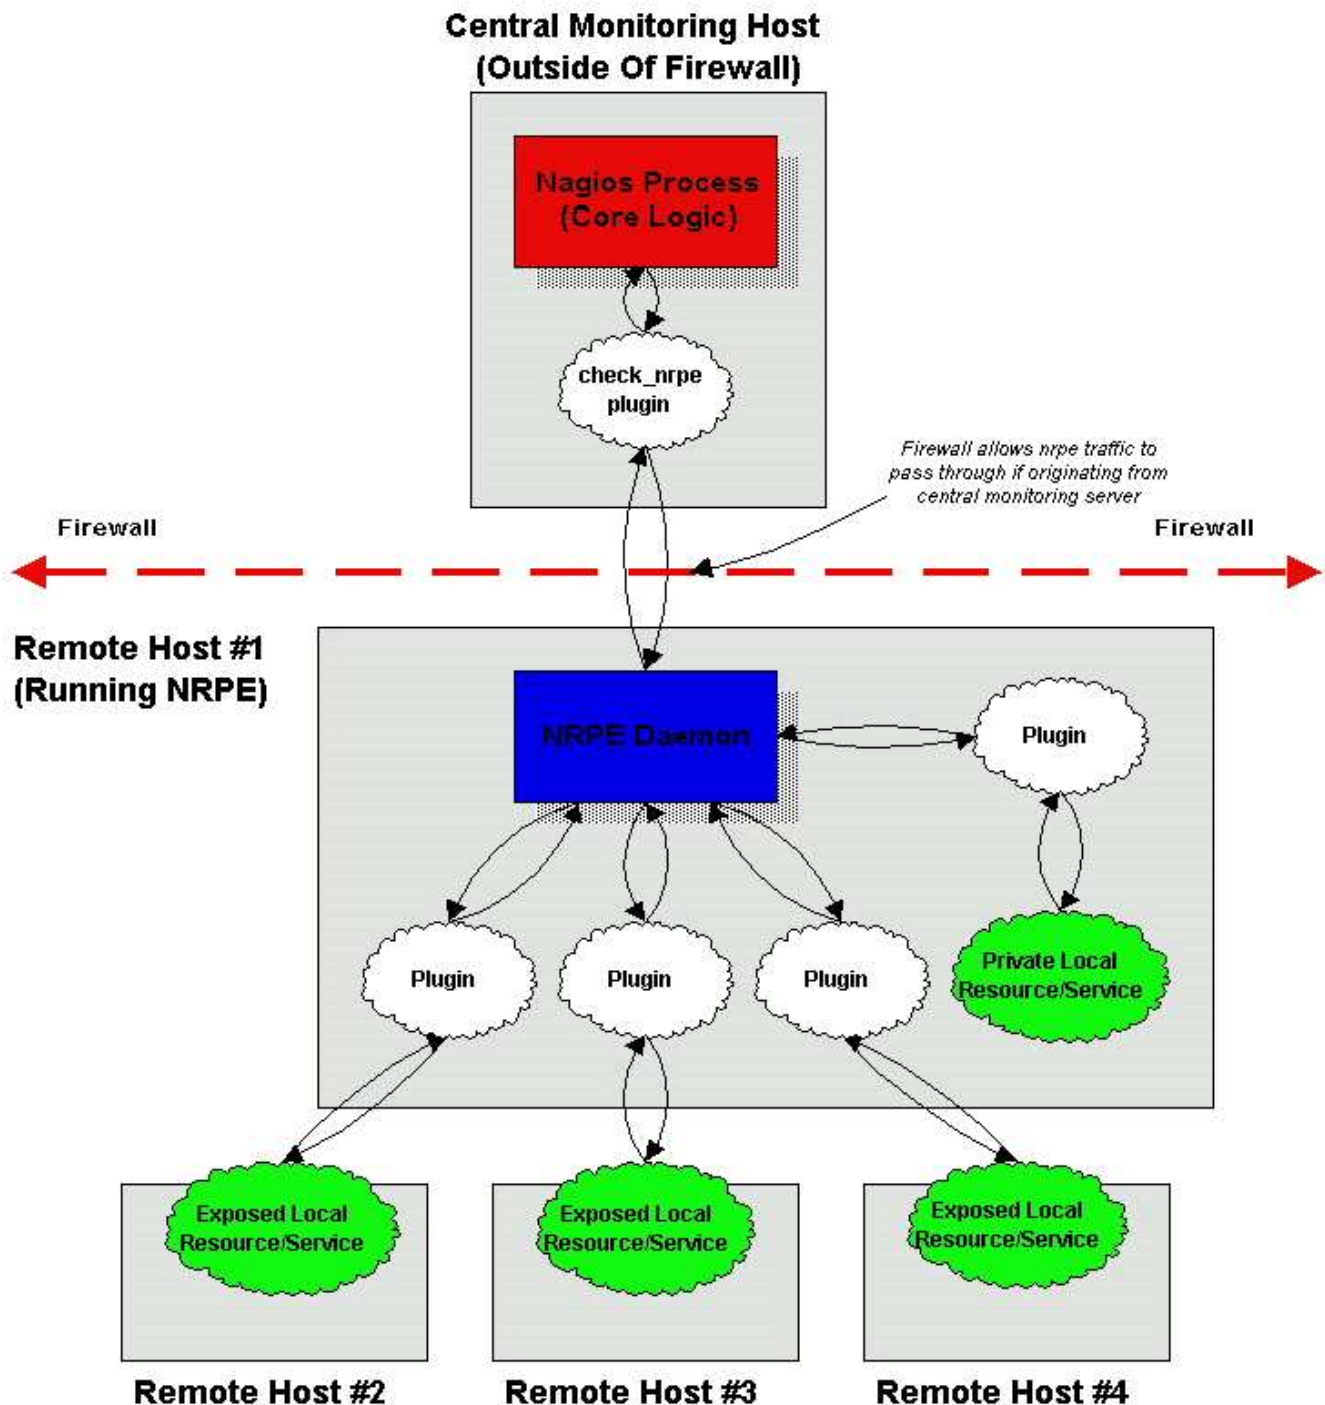 Central Monitoring Host
(Outside Of Firewall)
Nagios Process
(Core Logic)
check_nrpe
plugin
Firewall allows nrpe traffic to
pass through if originating from
central monitoring server
Firewall
Firewall
Remote Host #1
(Running NRPE)
NRPE Daemon
Plugin
Plugin
Plugin
Plugin
Private Local
Resource/Service
Exposed Local
Resource/Service
Exposed Local
Resource/Service
Exposed Local
Resource/Service
Remote Host #2
Remote Host #3
Remote Host #4